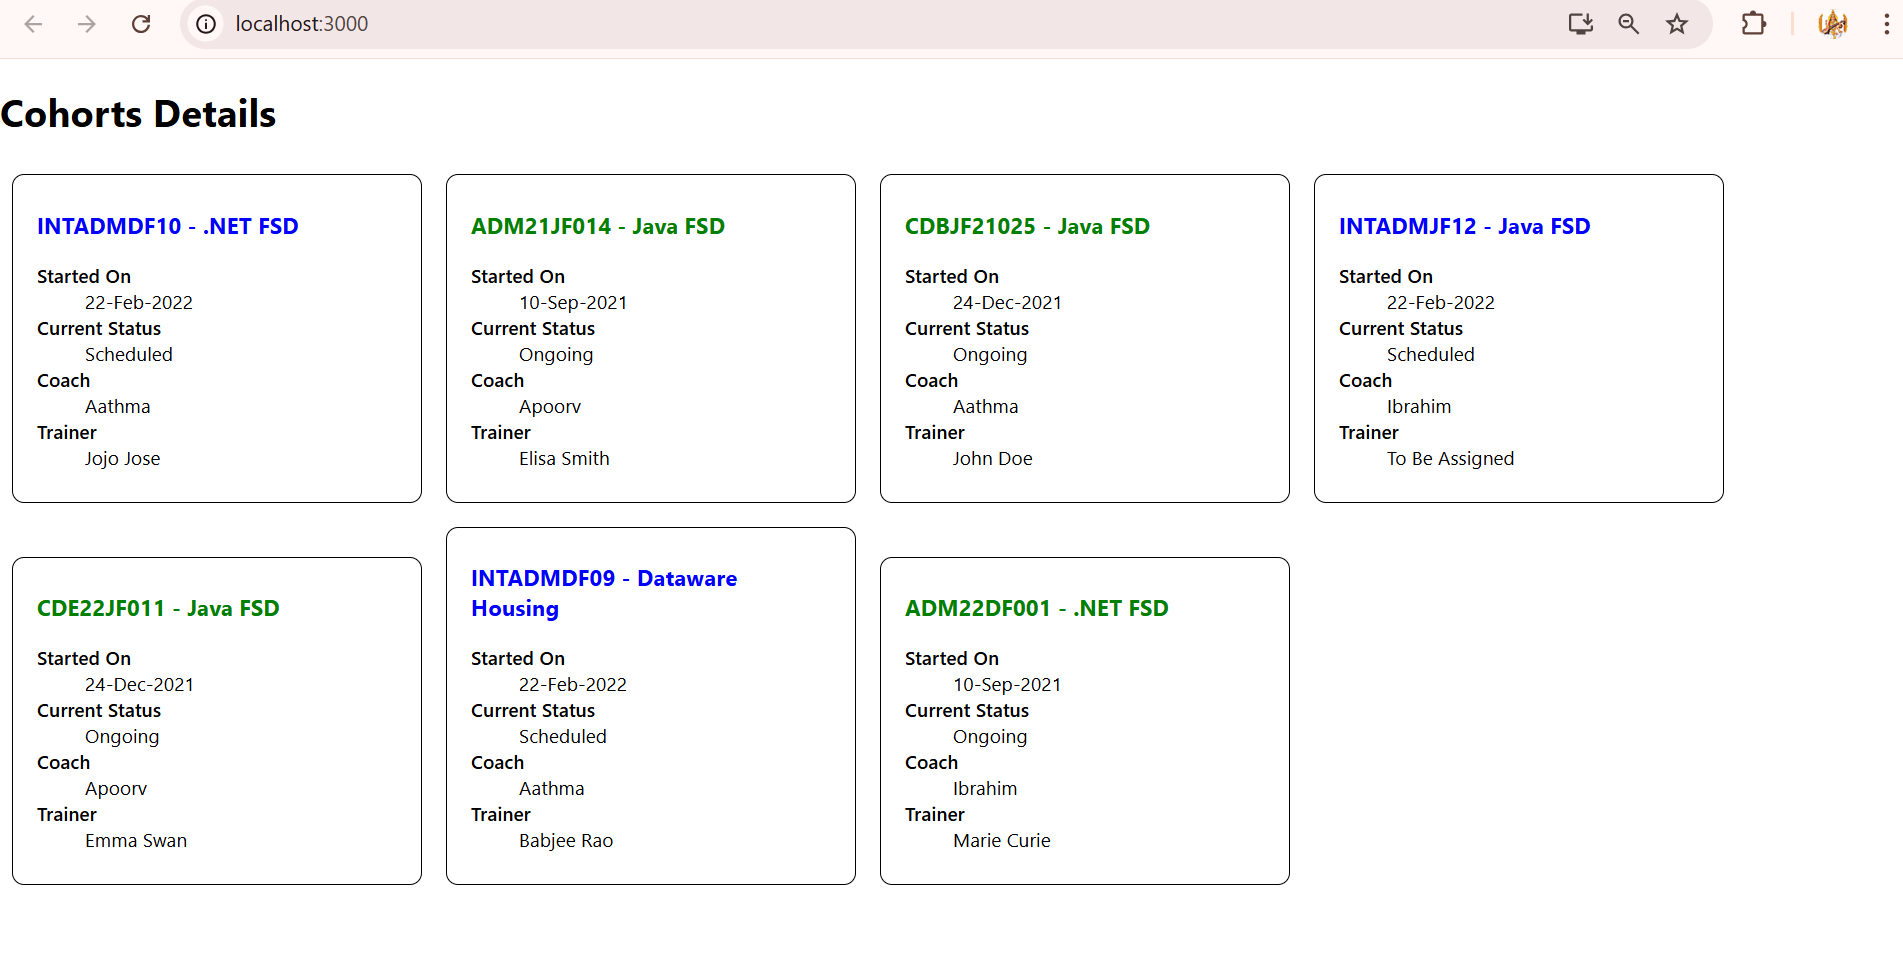 localhost:3000
Cohorts Details
INTADMDF10 - .NET FSD
Started On
22-Feb-2022
Current Status
Scheduled
Coach
Aathma
Trainer
Jojo Jose
ADM21JF014 - Java FSD
Started On
10-Sep-2021
Current Status
Ongoing
Coach
Apoorv
Trainer
Elisa Smith
CDBJF21025 - Java FSD
Started On
24-Dec-2021
Current Status
Ongoing
Coach
Aathma
Trainer
John Doe
INTADMJF12 - Java FSD
Started On
22-Feb-2022
Current Status
Scheduled
Coach
Ibrahim
Trainer
To Be Assigned
CDE22JF011 - Java FSD
Started On
24-Dec-2021
Current Status
Ongoing
Coach
Apoorv
Trainer
Emma Swan
INTADMDF09 - Dataware
Housing
Started On
22-Feb-2022
Current Status
Scheduled
Coach
Aathma
Trainer
Babjee Rao
ADM22DF001 - .NET FSD
Started On
10-Sep-2021
Current Status
Ongoing
Coach
Ibrahim
Trainer
Marie Curie